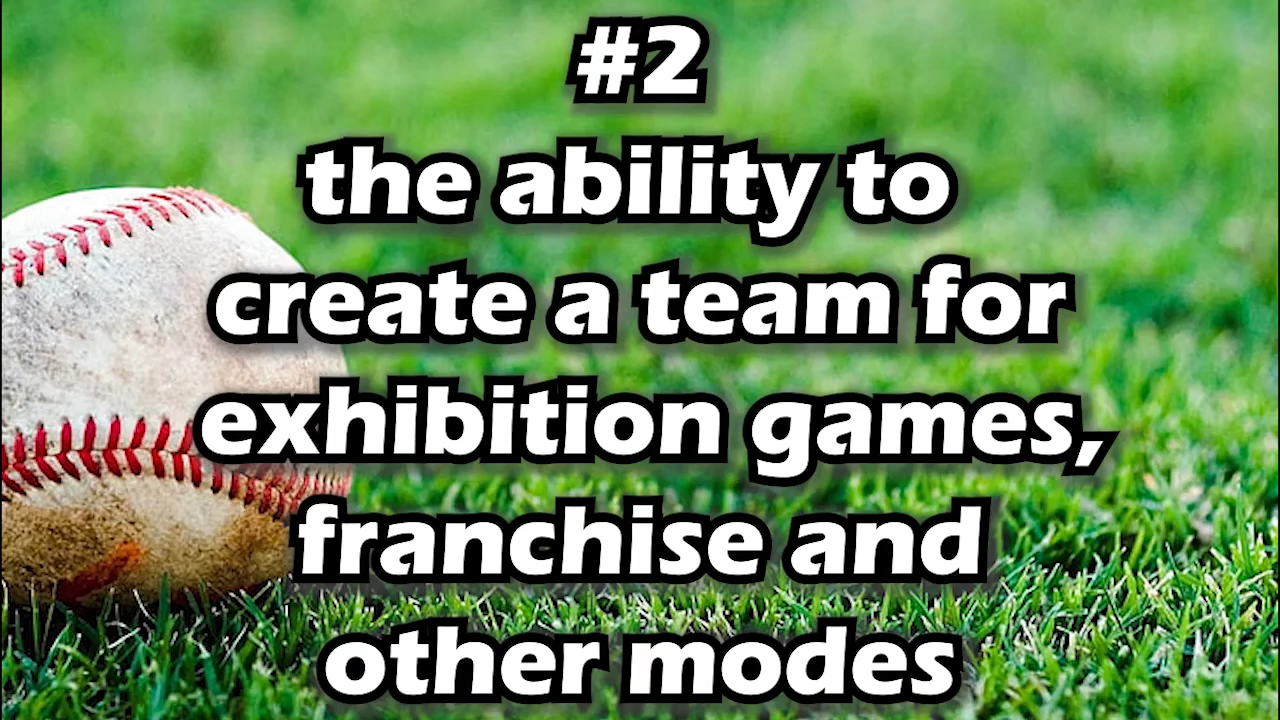 #2
the ability to
create a team for
exhibition games,
franchise and
other modes